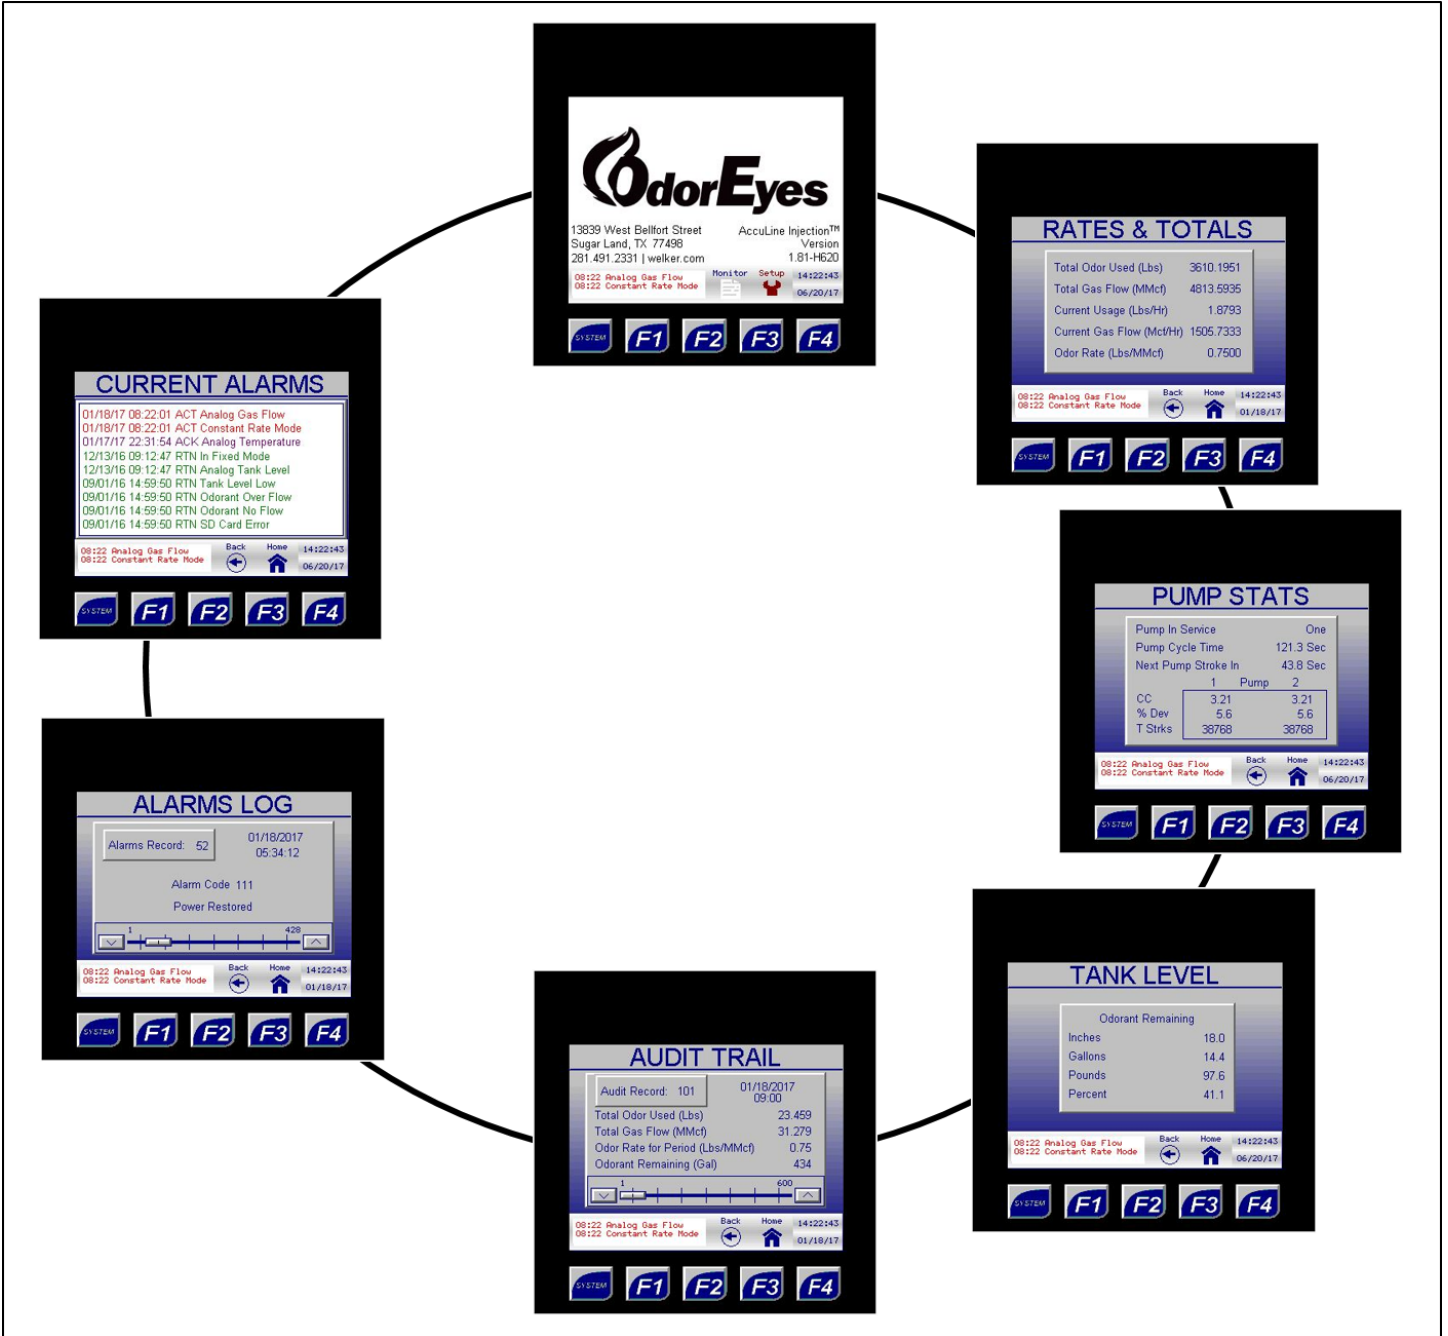 OdorEyes
13839 West Bellfort Street AccuLine Injection™
Sugar Land, TX 77498 Version
281.491.2331 | welker.com 1.81-H620
08:22 Analog Gas Flow Monitor Setup 14:22:43
08:22 Constant Rate Mode 06/20/17
SYSTEM F1 F2 F3 F4
RATES & TOTALS
Total Odor Used (Lbs) 3610.1951
Total Gas Flow (MMcf) 4813.5935
Current Usage (Lbs/Hr) 1.8793
Current Gas Flow (Mcf/Hr) 1505.7333
Odor Rate (Lbs/MMcf) 0.7500
08:22 Analog Gas Flow Back Home 14:22:43
08:22 Constant Rate Mode 01/18/17
SYSTEM F1 F2 F3 F4
PUMP STATS
Pump In Service One
Pump Cycle Time 121.3 Sec
Next Pump Stroke In 43.8 Sec
1 Pump 2
CC 3.21 3.21
% Dev 5.6 5.6
T Strks 38768 38768
08:22 Analog Gas Flow Back Home 14:22:43
08:22 Constant Rate Mode 06/20/17
SYSTEM F1 F2 F3 F4
TANK LEVEL
Odorant Remaining
Inches 18.0
Gallons 14.4
Pounds 97.6
Percent 41.1
08:22 Analog Gas Flow Back Home 14:22:43
08:22 Constant Rate Mode 06/20/17
SYSTEM F1 F2 F3 F4
AUDIT TRAIL
Audit Record: 101 01/18/2017
09:00
Total Odor Used (Lbs) 23.459
Total Gas Flow (MMcf) 31.279
Odor Rate for Period (Lbs/MMcf) 0.75
Odorant Remaining (Gal) 434
1 600
08:22 Analog Gas Flow Back Home 14:22:43
08:22 Constant Rate Mode 01/18/17
SYSTEM F1 F2 F3 F4
ALARMS LOG
Alarms Record: 52 01/18/2017
05:34:12
Alarm Code 111
Power Restored
1 428
08:22 Analog Gas Flow Back Home 14:22:43
08:22 Constant Rate Mode 01/18/17
SYSTEM F1 F2 F3 F4
CURRENT ALARMS
01/18/17 08:22:01 ACT Analog Gas Flow
01/18/17 08:22:01 ACT Constant Rate Mode
01/17/17 22:31:54 ACK Analog Temperature
12/13/16 09:12:47 RTN In Fixed Mode
12/13/16 09:12:47 RTN Analog Tank Level
09/01/16 14:59:50 RTN Tank Level Low
09/01/16 14:59:50 RTN Odorant Over Flow
09/01/16 14:59:50 RTN Odorant No Flow
09/01/16 14:59:50 RTN SD Card Error
08:22 Analog Gas Flow Back Home 14:22:43
08:22 Constant Rate Mode 06/20/17
SYSTEM F1 F2 F3 F4